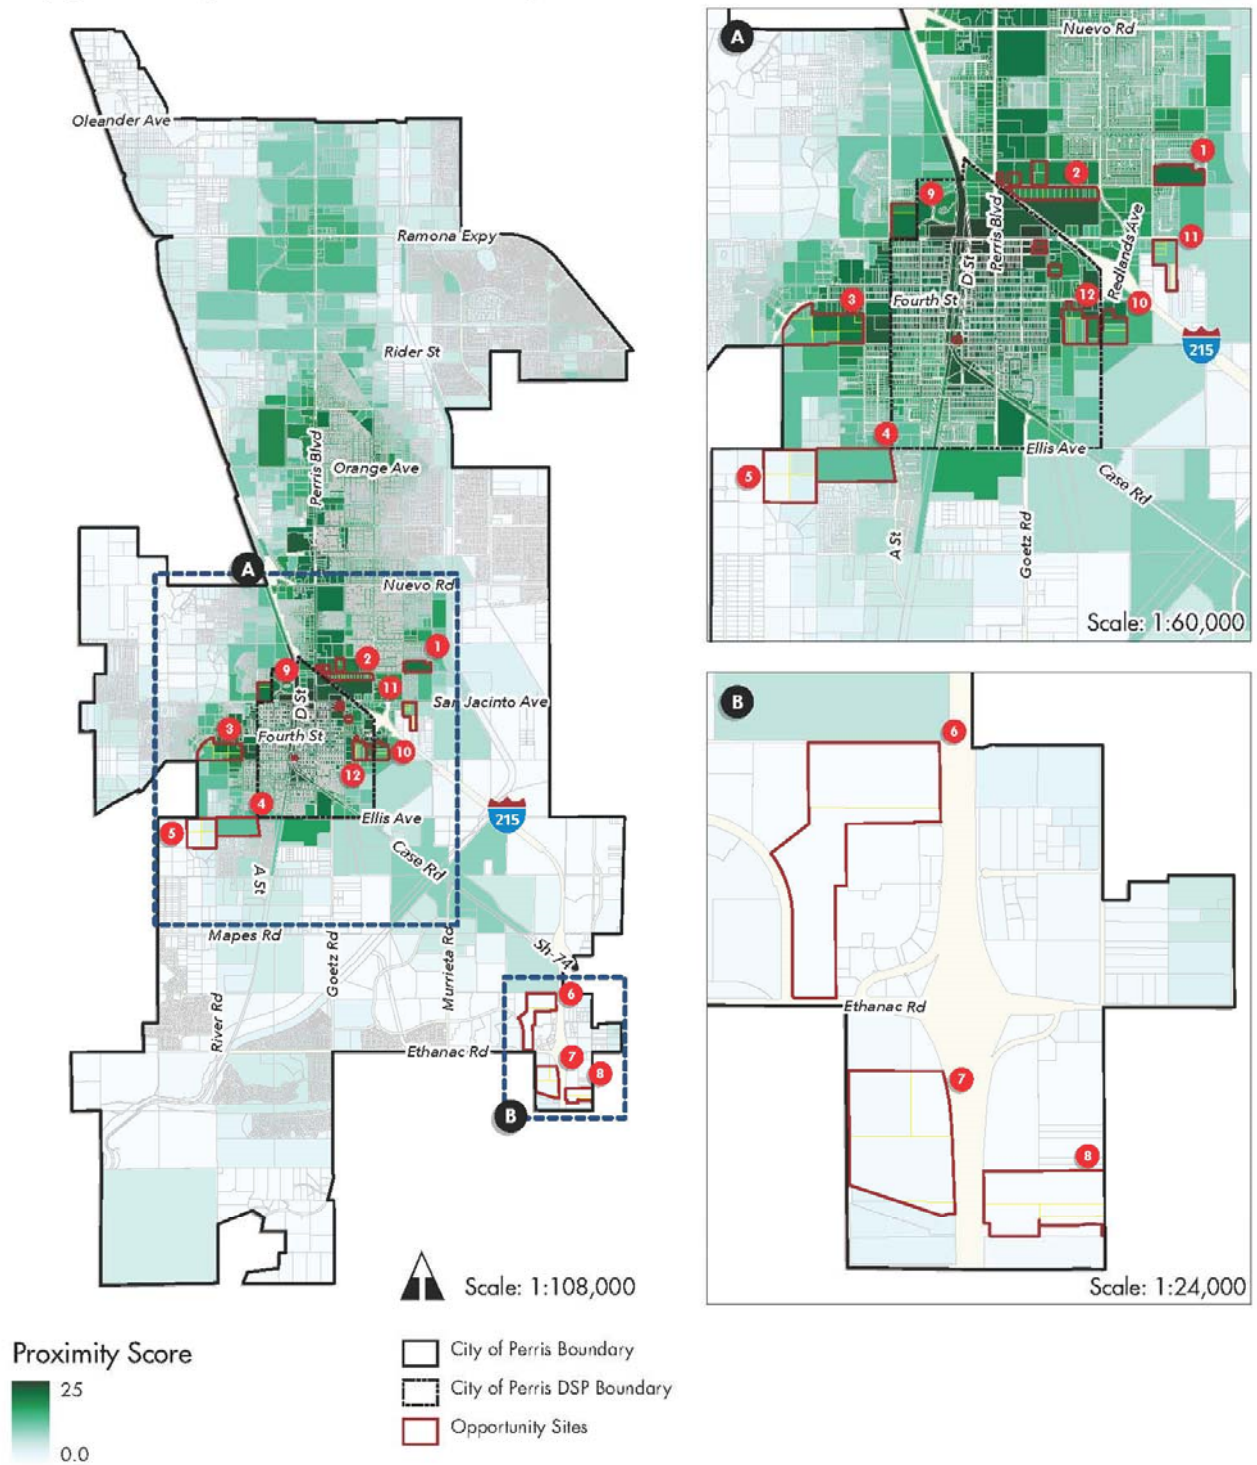 Oleander Ave
Ramona Expy
Rider St
Perris Blvd
Orange Ave
A
Nuevo Rd
1
2
9
11
D St
San Jacinto Ave
3
Fourth St
10
12
4
5
Ellis Ave
215
Case Rd
A St
Mapes Rd
Goetz Rd
Murrieta Rd
Sh-74
River Rd
6
Ethanac Rd
7
8
B
Scale: 1:108,000
A
Nuevo Rd
1
2
9
Perris Blvd
Redlands Ave
11
D St
3
Fourth St
12
10
215
4
Ellis Ave
5
Case Rd
A St
Goetz Rd
Scale: 1:60,000
B
6
Ethanac Rd
7
8
Scale: 1:24,000
Proximity Score
25
0.0
City of Perris Boundary
City of Perris DSP Boundary
Opportunity Sites